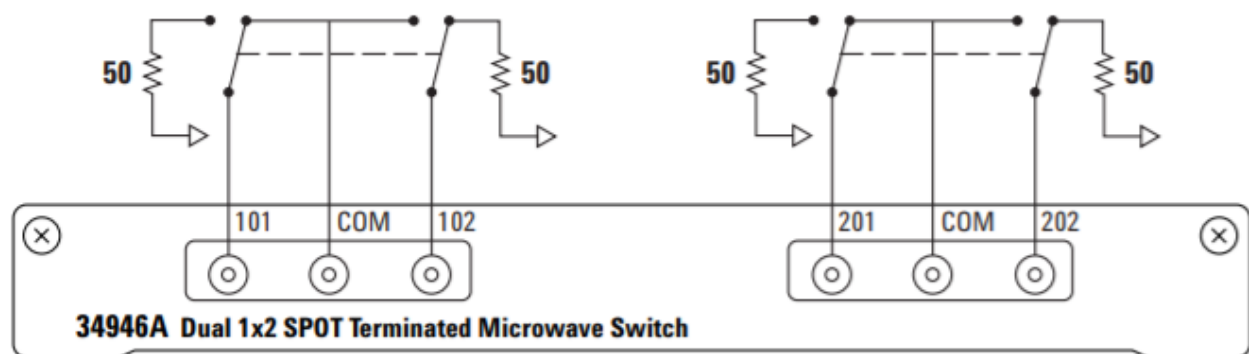 50 50 50 50
101 COM 102 201 COM 202
34946A Dual 1x2 SPOT Terminated Microwave Switch